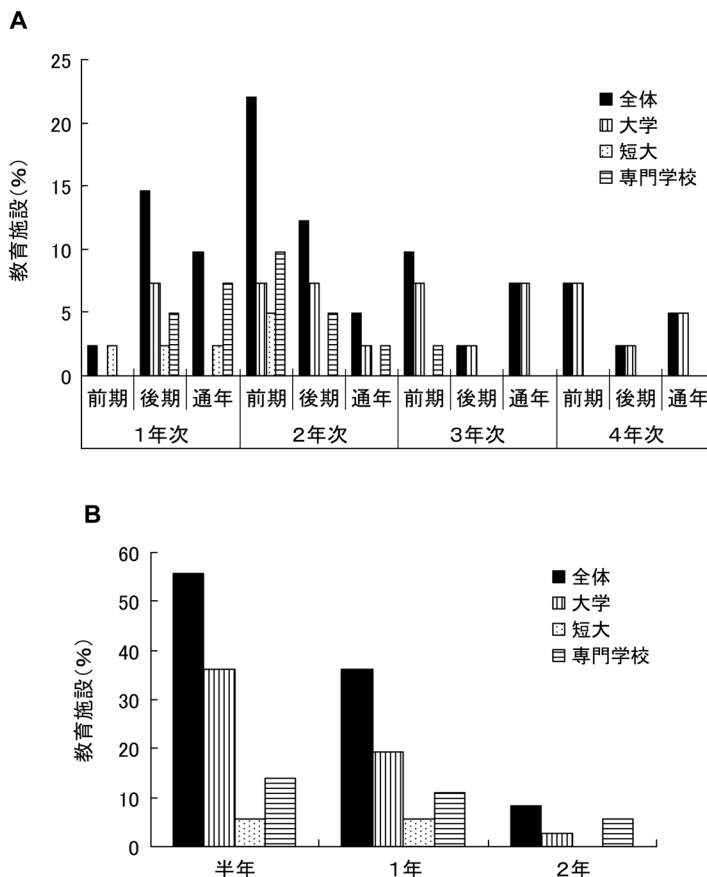 A
25
20
15
10
5
0
教育施設(%)
全体
大学
短大
専門学校
前期 後期 通年 前期 後期 通年 前期 後期 通年 前期 後期 通年
1年次 2年次 3年次 4年次
B
60
50
40
30
20
10
0
教育施設(%)
全体
大学
短大
専門学校
半年 1年 2年